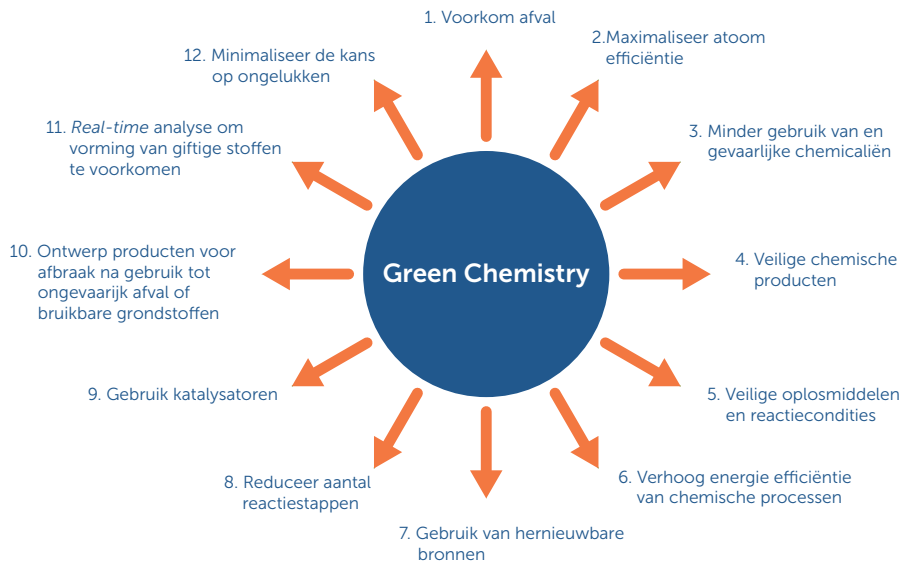 1. Voorkom afval
2.Maximaliseer atoom
efficiëntie
3. Minder gebruik van en
gevaarlijke chemicaliën
4. Veilige chemische
producten
5. Veilige oplosmiddelen
en reactiecondities
6. Verhoog energie efficiëntie
van chemische processen
7. Gebruik van hernieuwbare
bronnen
8. Reduceer aantal
reactiestappen
9. Gebruik katalysatoren
10. Ontwerp producten voor
afbraak na gebruik tot
ongevaarijk afval of
bruikbare grondstoffen
11. Real-time analyse om
vorming van giftige stoffen
te voorkomen
12. Minimaliseer de kans
op ongelukken
Green Chemistry